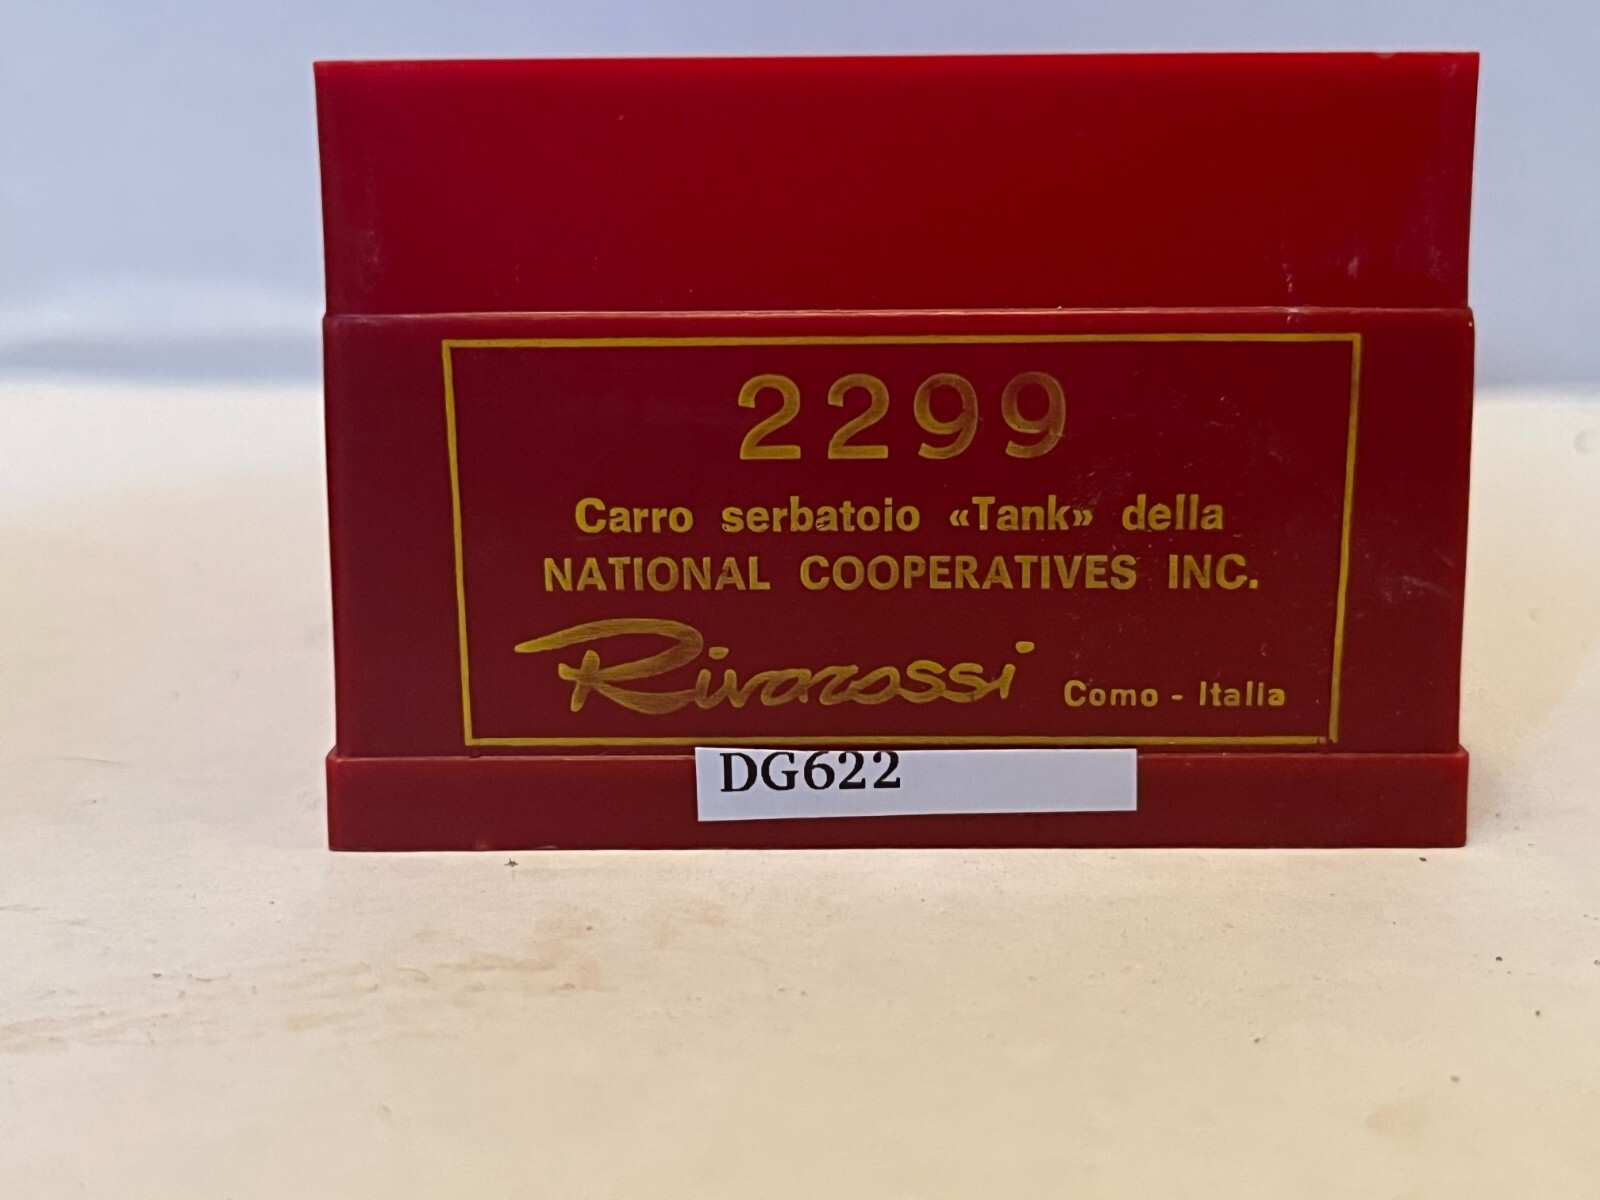 2299
Carro serbatoio «Tank» della
NATIONAL COOPERATIVES INC.
Rivarossi Como - Italia
DG622